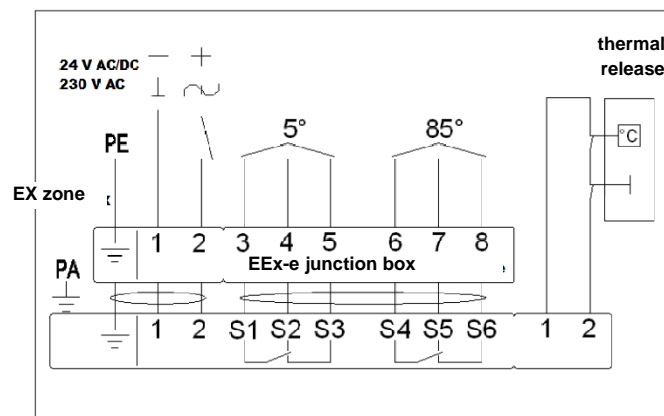 thermal
release
24 V AC/DC
230 V AC
— +
°C
5° 85°
PE
EX zone
1 2 3 4 5 6 7 8
EEx-e junction box
PA
1 2 S1 S2 S3 S4 S5 S6 1 2